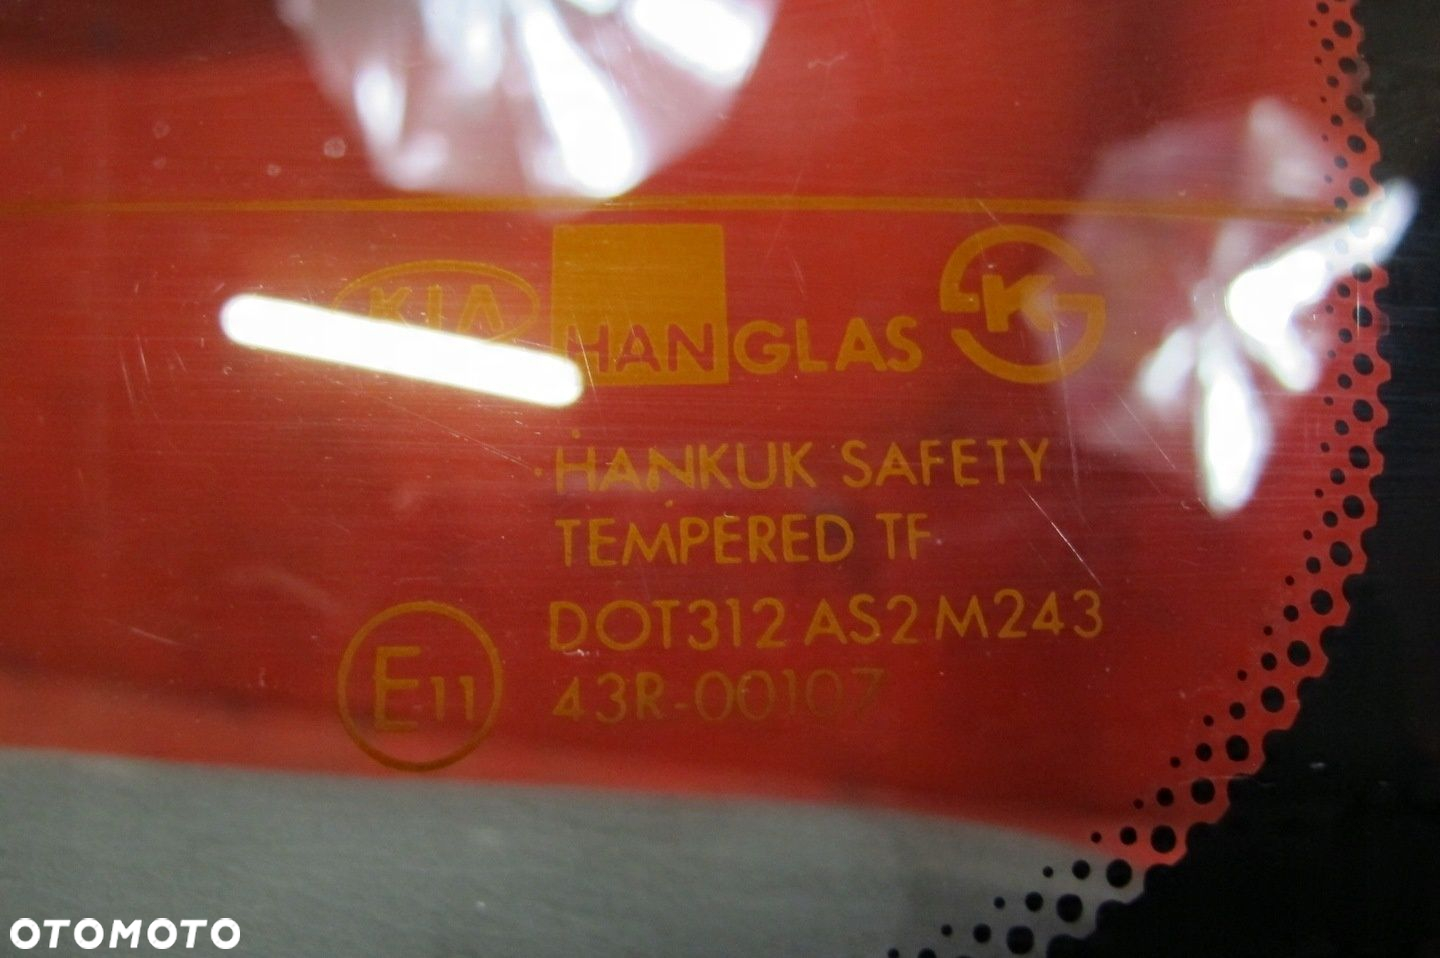 KIA HANGLAS K
HANKUK SAFETY
TEMPERED TF
DOT312 AS2 M243
E11 43R-00107
OTOMOTO